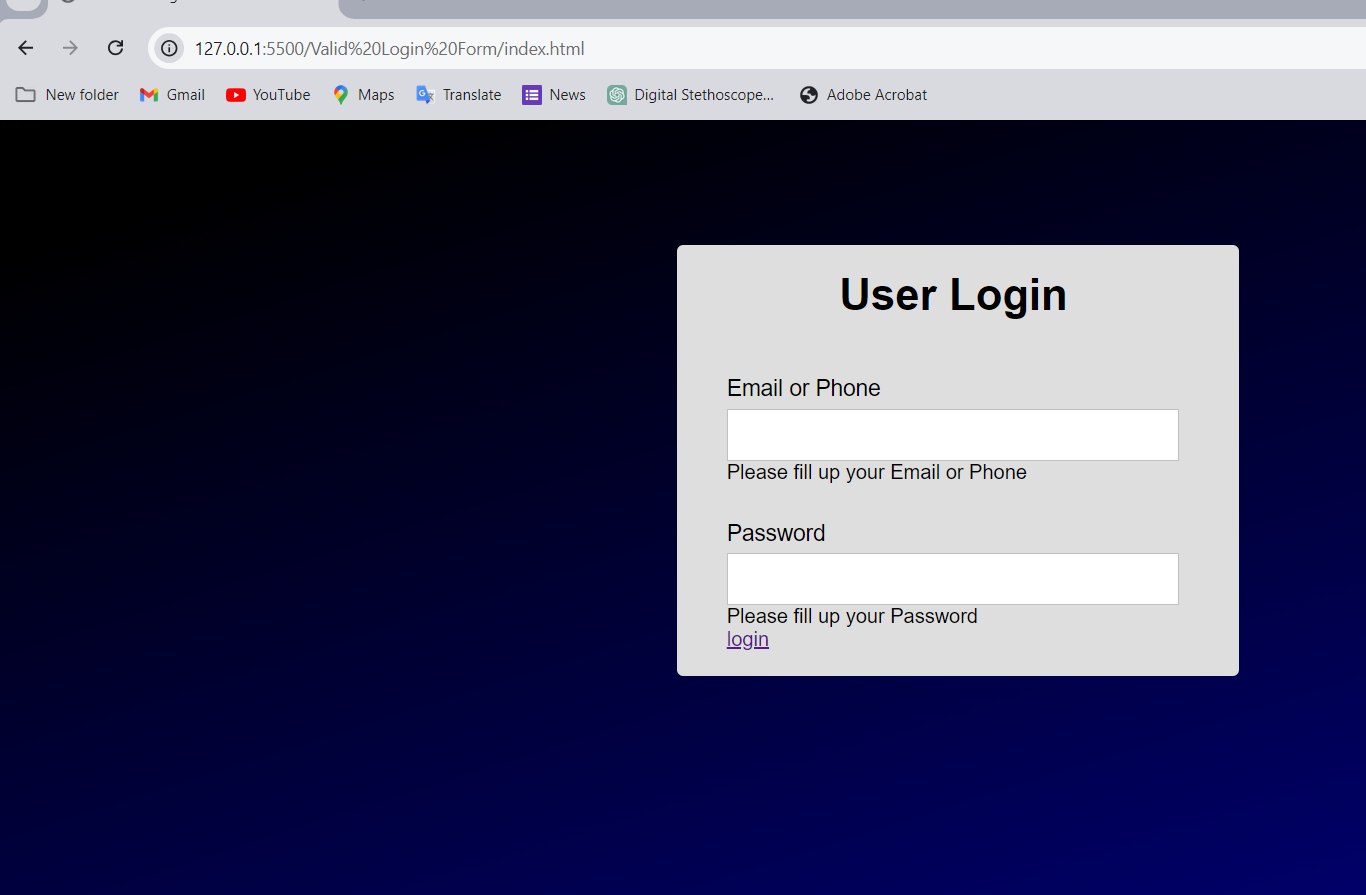 127.0.0.1:5500/Valid%20Login%20Form/index.html
New folder Gmail YouTube Maps Translate News Digital Stethoscope... Adobe Acrobat
User Login
Email or Phone
Please fill up your Email or Phone
Password
Please fill up your Password
login